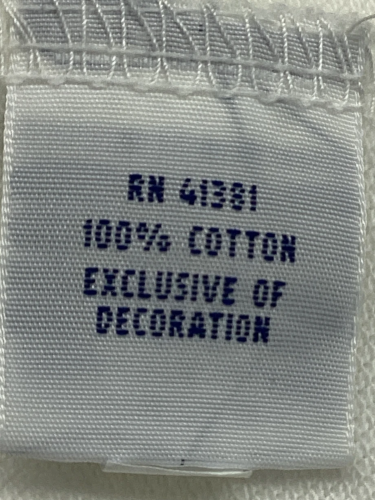 RN 41381
100% COTTON
EXCLUSIVE OF
DECORATION